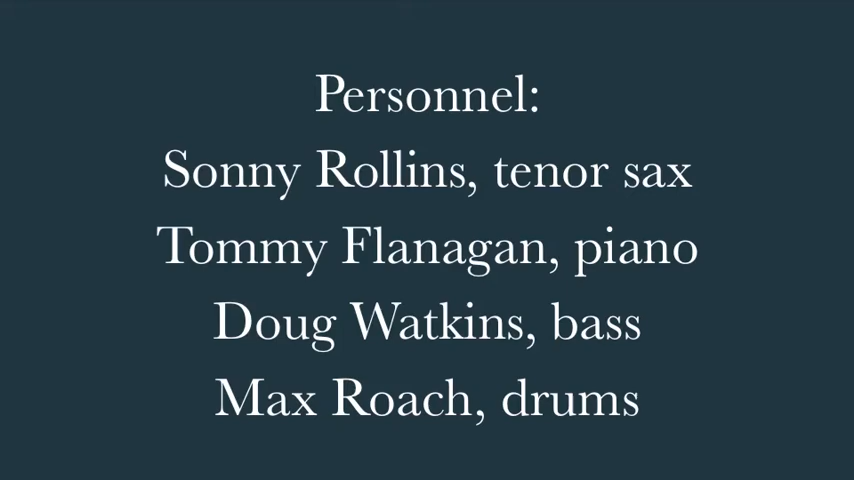 Personnel:
Sonny Rollins, tenor sax
Tommy Flanagan, piano
Doug Watkins, bass
Max Roach, drums